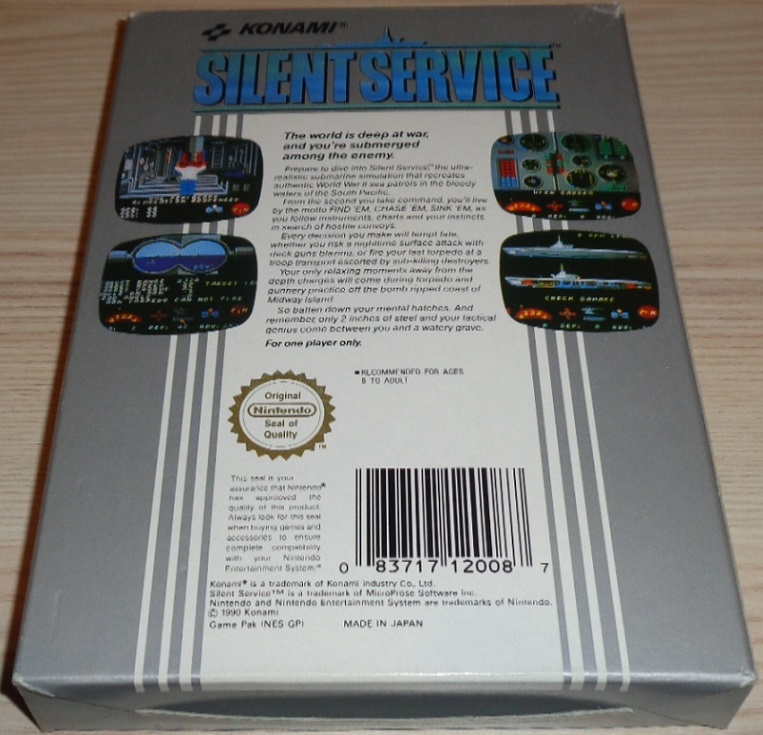 KONAMI®
SILENT SERVICE™
The world is deep at war,
and you're submerged
among the enemy.
Prepare to dive into Silent Service,™ the ultra-
realistic submarine simulation that recreates
authentic World War II sea patrols in the bloody
waters of the South Pacific.
From the second you take command, you'll live
by the motto FIND 'EM, CHASE 'EM, SINK 'EM, as
you follow instruments, charts and your instincts
in search of hostile convoys.
Every decision you make will tempt fate,
whether you risk a nighttime surface attack with
deck guns blazing, or fire your last torpedo at a
troop transport escorted by sub-killing destroyers.
Your only relaxing moments away from the
depth charges will come during torpedo and
gunnery practice off the bomb ripped coast of
Midway Island.
So batten down your mental hatches. And
remember, only 2 inches of steel and your tactical
genius come between you and a watery grave.
For one player only.
TARGET
NOT FIRE
CHECK DAMAGE
RECOMMENDED FOR AGES
8 TO ADULT
Original
Nintendo
Seal of
Quality
TM
This seal is your
assurance that Nintendo®
has approved the
quality of this product.
Always look for this seal
when buying games and
accessories to ensure
complete compatibility
with your Nintendo
Entertainment System.™
0 83717 12008 7
Konami® is a trademark of Konami Industry Co., Ltd.
Silent Service™ is a trademark of MicroProse Software Inc.
Nintendo and Nintendo Entertainment System are trademarks of Nintendo.
© 1990 Konami
Game Pak (NES GP) MADE IN JAPAN